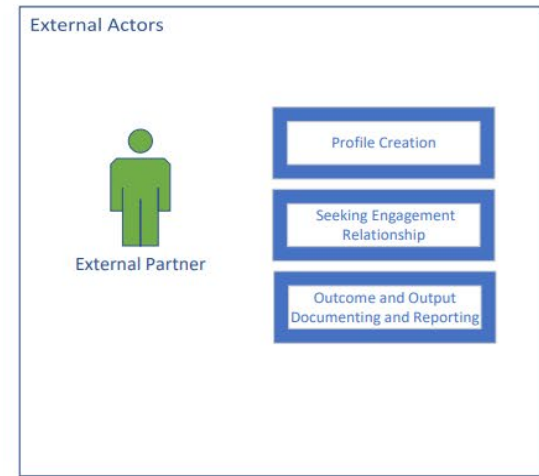 External Actors
Profile Creation
Seeking Engagement
Relationship
External Partner
Outcome and Output
Documenting and Reporting